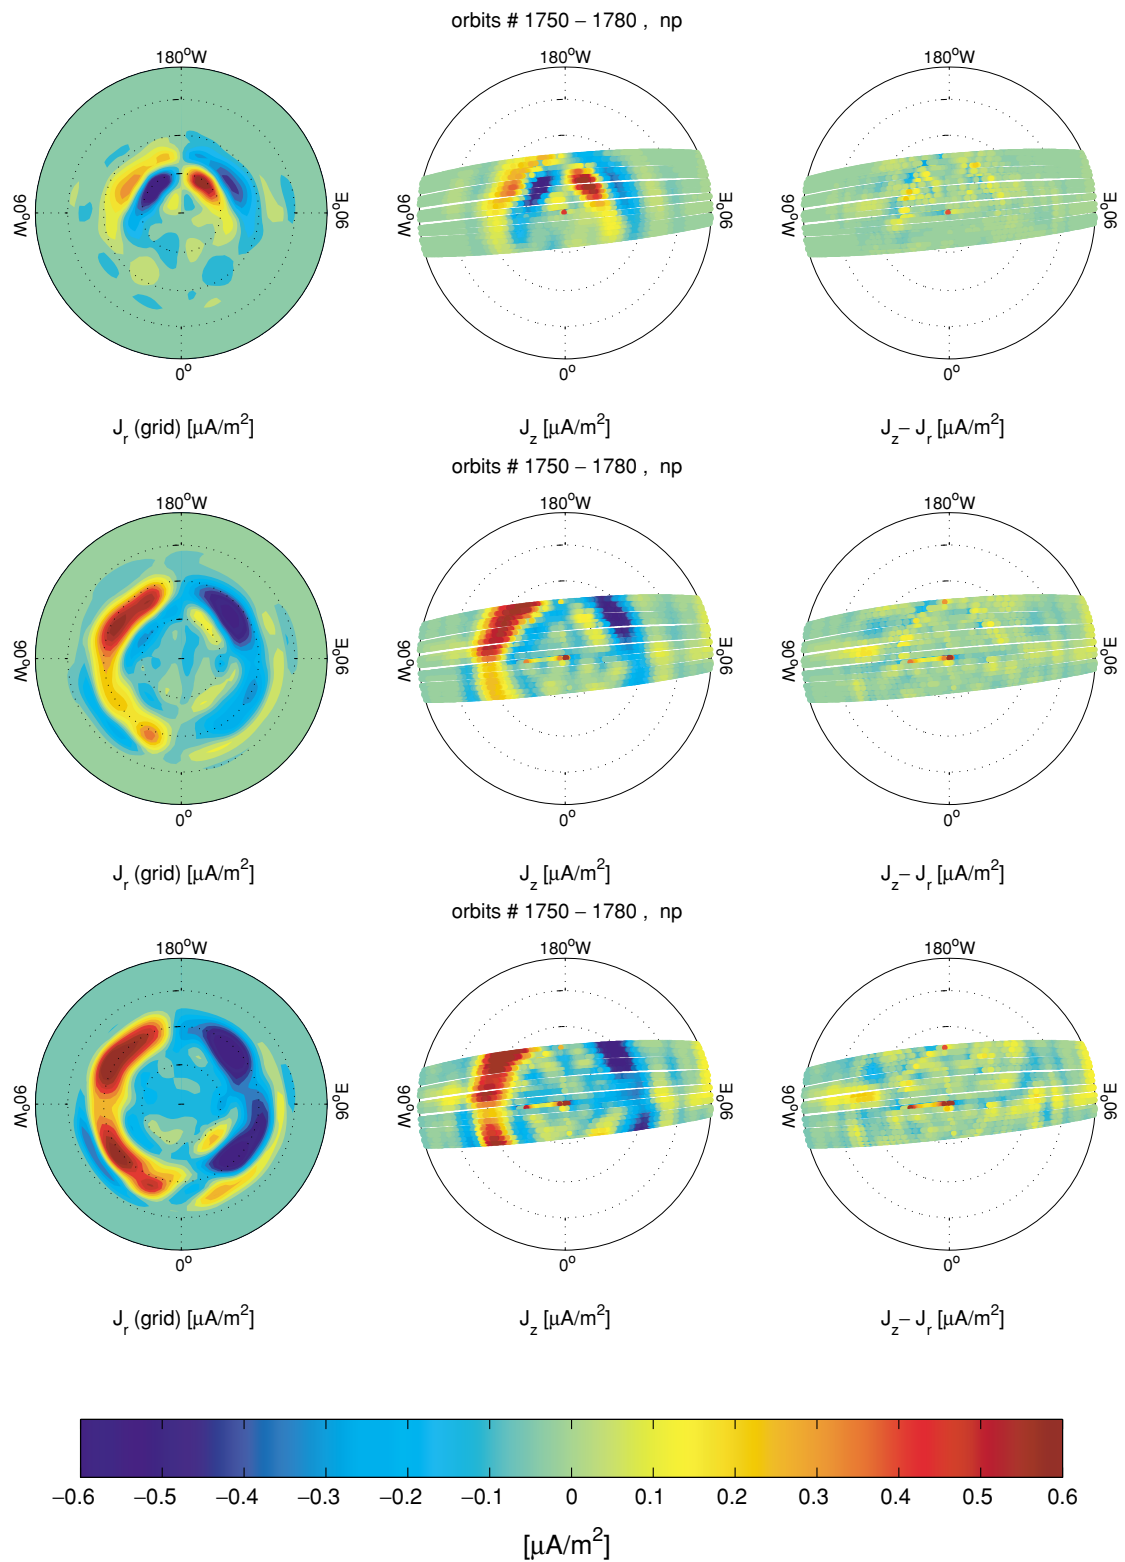 orbits # 1750 – 1780 , np
180°W 180°W 180°W
90°W 90°E 90°W 90°E 90°W 90°E
0° 0° 0°
J_r (grid) [μA/m²] J_z [μA/m²] J_z – J_r [μA/m²]
orbits # 1750 – 1780 , np
180°W 180°W 180°W
90°W 90°E 90°W 90°E 90°W 90°E
0° 0° 0°
J_r (grid) [μA/m²] J_z [μA/m²] J_z – J_r [μA/m²]
orbits # 1750 – 1780 , np
180°W 180°W 180°W
90°W 90°E 90°W 90°E 90°W 90°E
0° 0° 0°
J_r (grid) [μA/m²] J_z [μA/m²] J_z – J_r [μA/m²]
−0.6 −0.5 −0.4 −0.3 −0.2 −0.1 0 0.1 0.2 0.3 0.4 0.5 0.6
[μA/m²]